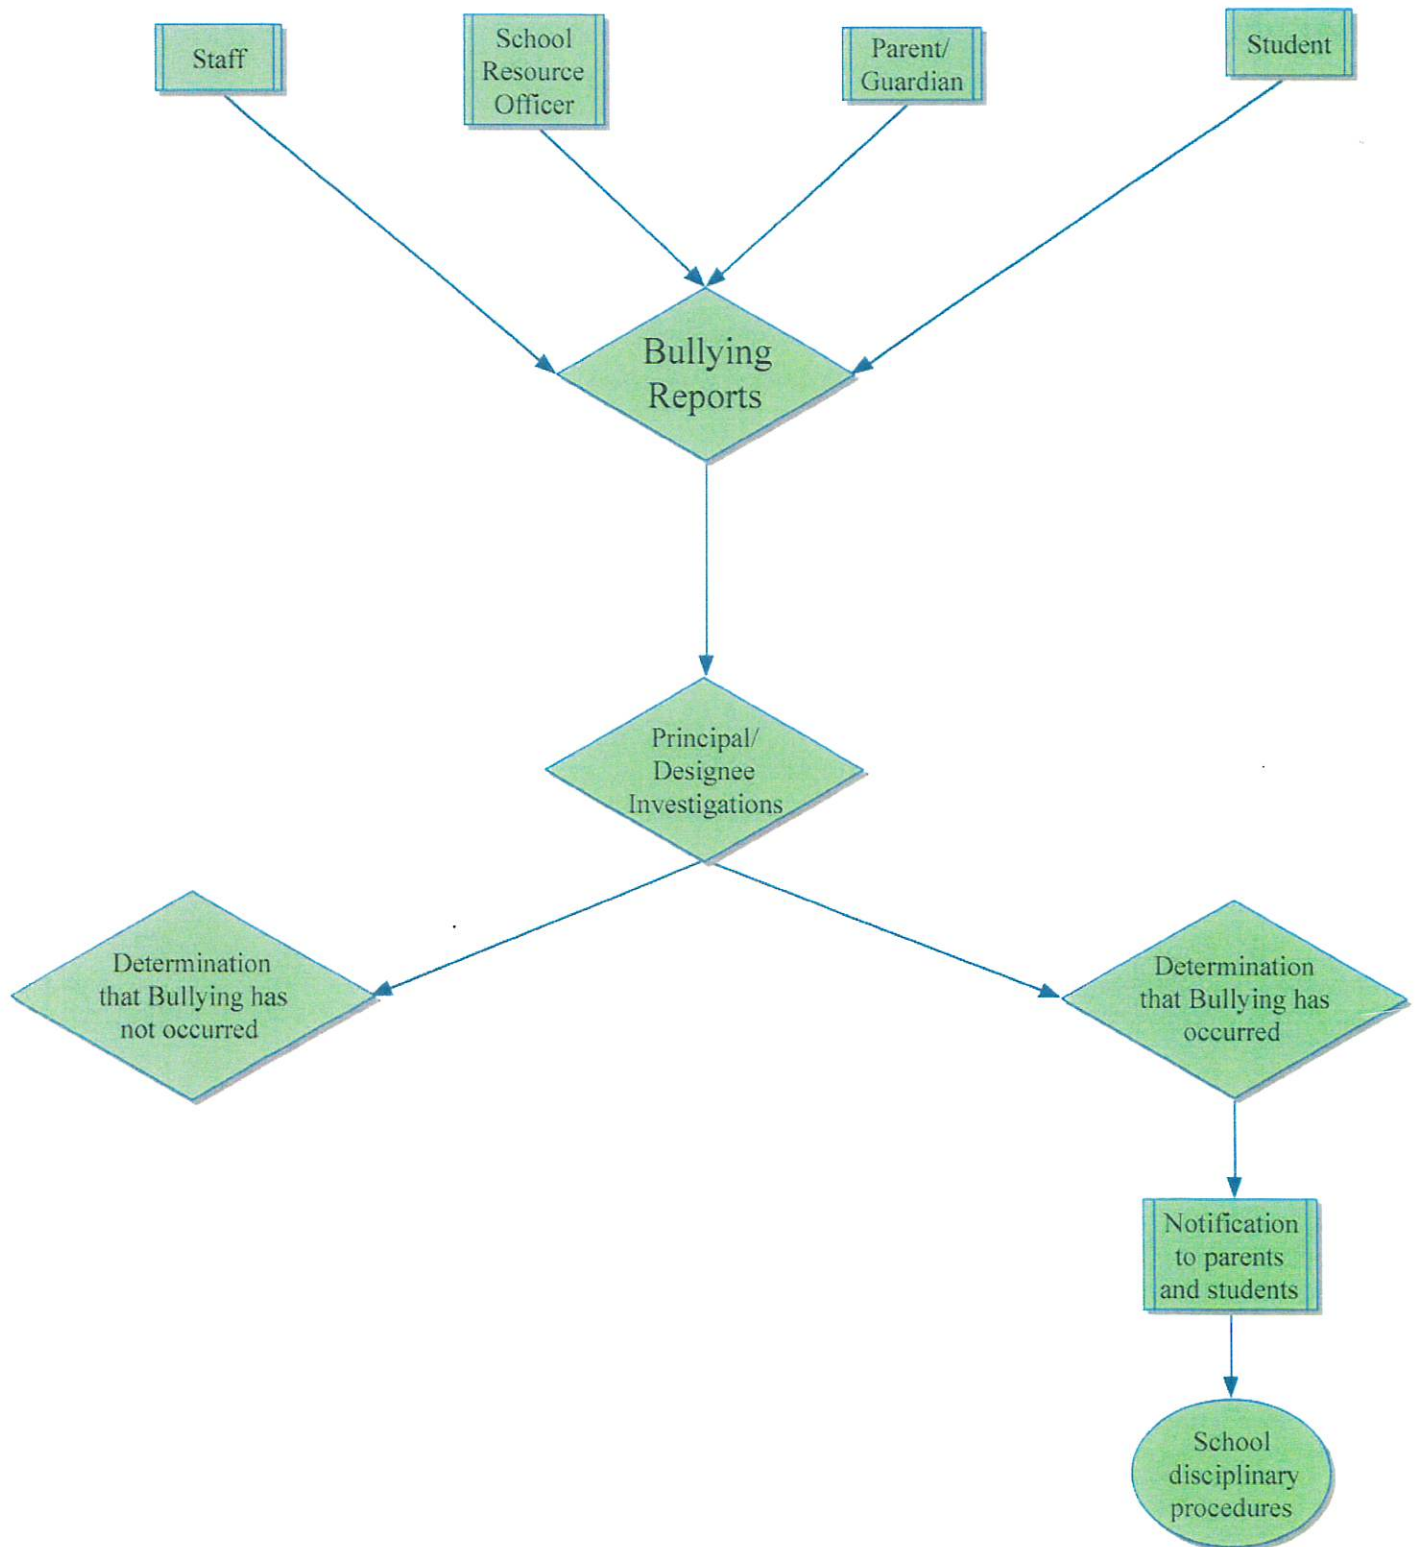 Staff
School
Resource
Officer
Parent/
Guardian
Student
Bullying
Reports
Principal/
Designee
Investigations
Determination
that Bullying has
not occurred
Determination
that Bullying has
occurred
Notification
to parents
and students
School
disciplinary
procedures